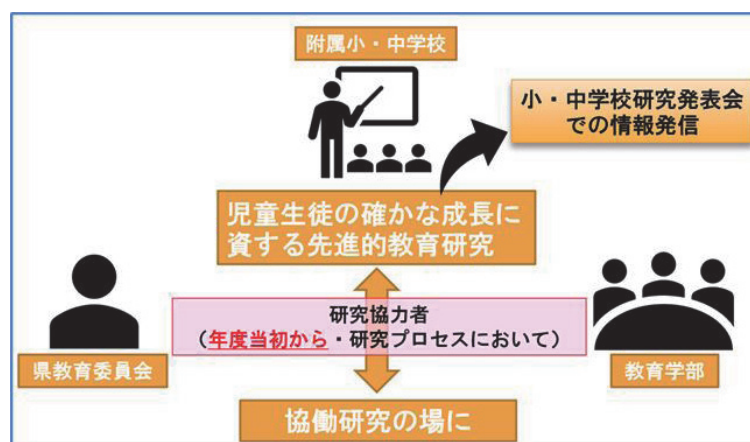 附属小・中学校
小・中学校研究発表会
での情報発信
児童生徒の確かな成長に
資する先進的教育研究
研究協力者
（年度当初から・研究プロセスにおいて）
県教育委員会
教育学部
協働研究の場に